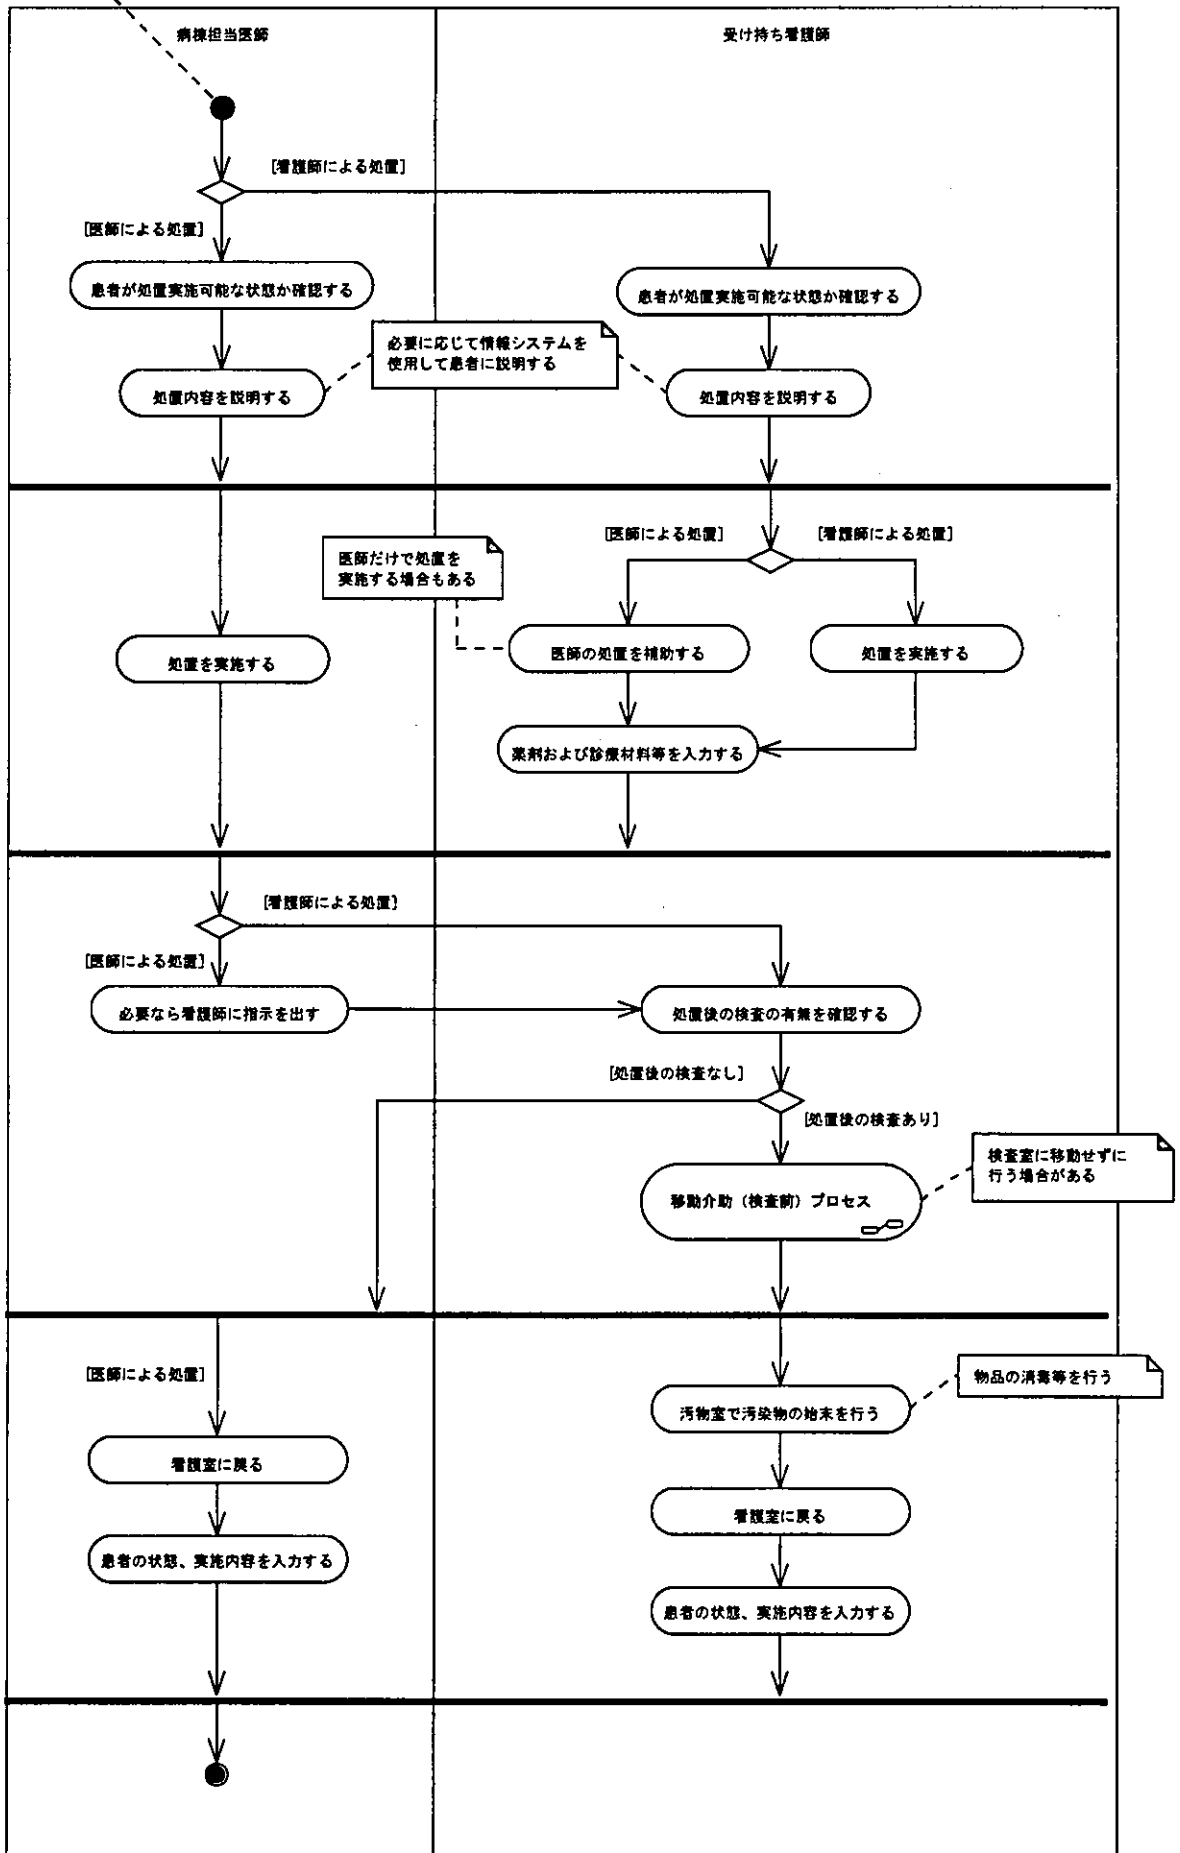 病棟担当医師
受け持ち看護師
[看護師による処置]
[医師による処置]
患者が処置実施可能な状態か確認する
患者が処置実施可能な状態か確認する
必要に応じて情報システムを
使用して患者に説明する
処置内容を説明する
処置内容を説明する
[医師による処置]
[看護師による処置]
医師だけで処置を
実施する場合もある
処置を実施する
医師の処置を補助する
処置を実施する
薬剤および診療材料等を入力する
[看護師による処置]
[医師による処置]
必要なら看護師に指示を出す
処置後の検査の有無を確認する
[処置後の検査なし]
[処置後の検査あり]
検査室に移動せずに
行う場合がある
移動介助（検査前）プロセス
[医師による処置]
物品の消毒等を行う
汚物室で汚染物の始末を行う
看護室に戻る
看護室に戻る
患者の状態、実施内容を入力する
患者の状態、実施内容を入力する